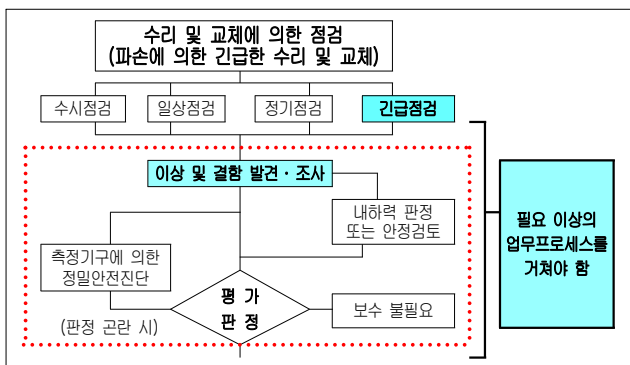 수리 및 교체에 의한 점검
(파손에 의한 긴급한 수리 및 교체)
수시점검
일상점검
정기점검
긴급점검
이상 및 결함 발견·조사
내하력 판정
또는 안정검토
측정기구에 의한
정밀안전진단
평 가
판 정
보수 불필요
(판정 곤란 시)
필요 이상의
업무프로세스를
거쳐야 함